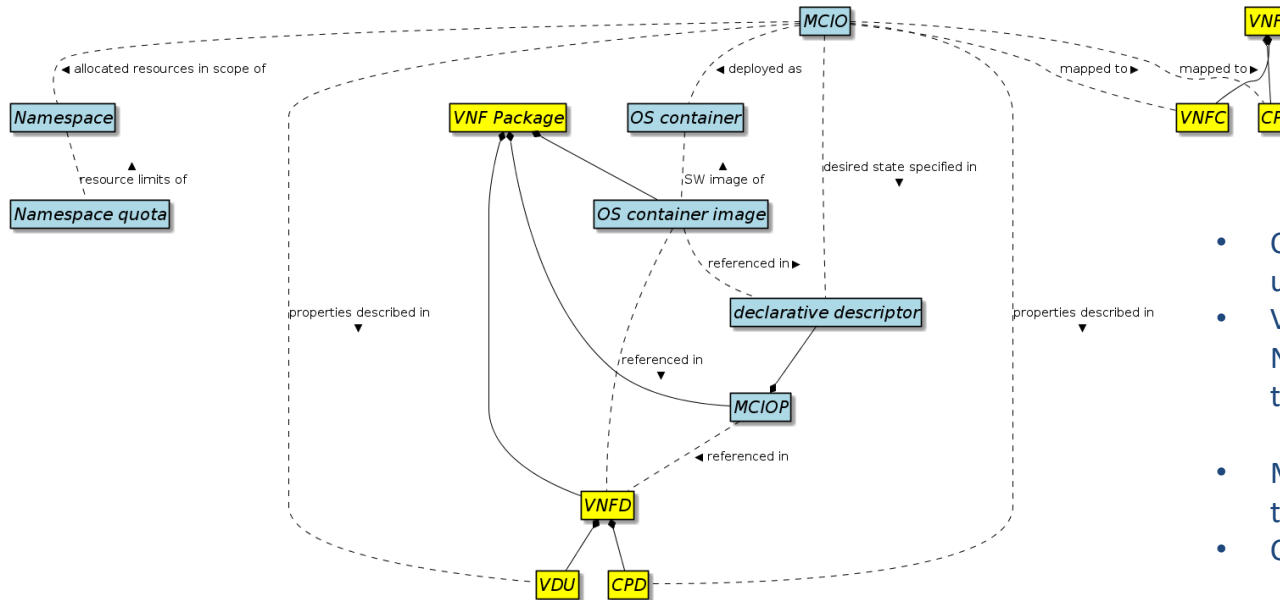 MCIO
VNF
◄ allocated resources in scope of
◄ deployed as
mapped to ►
mapped to ►
Namespace
VNF Package
OS container
VNFC
▲
resource limits of
▲
SW image of
desired state specified in
▼
Namespace quota
OS container image
referenced in ►
declarative descriptor
properties described in
▼
properties described in
▼
referenced in
▼
MCIOP
◄ referenced in
VNFD
VDU
CPD
•
•
•
•